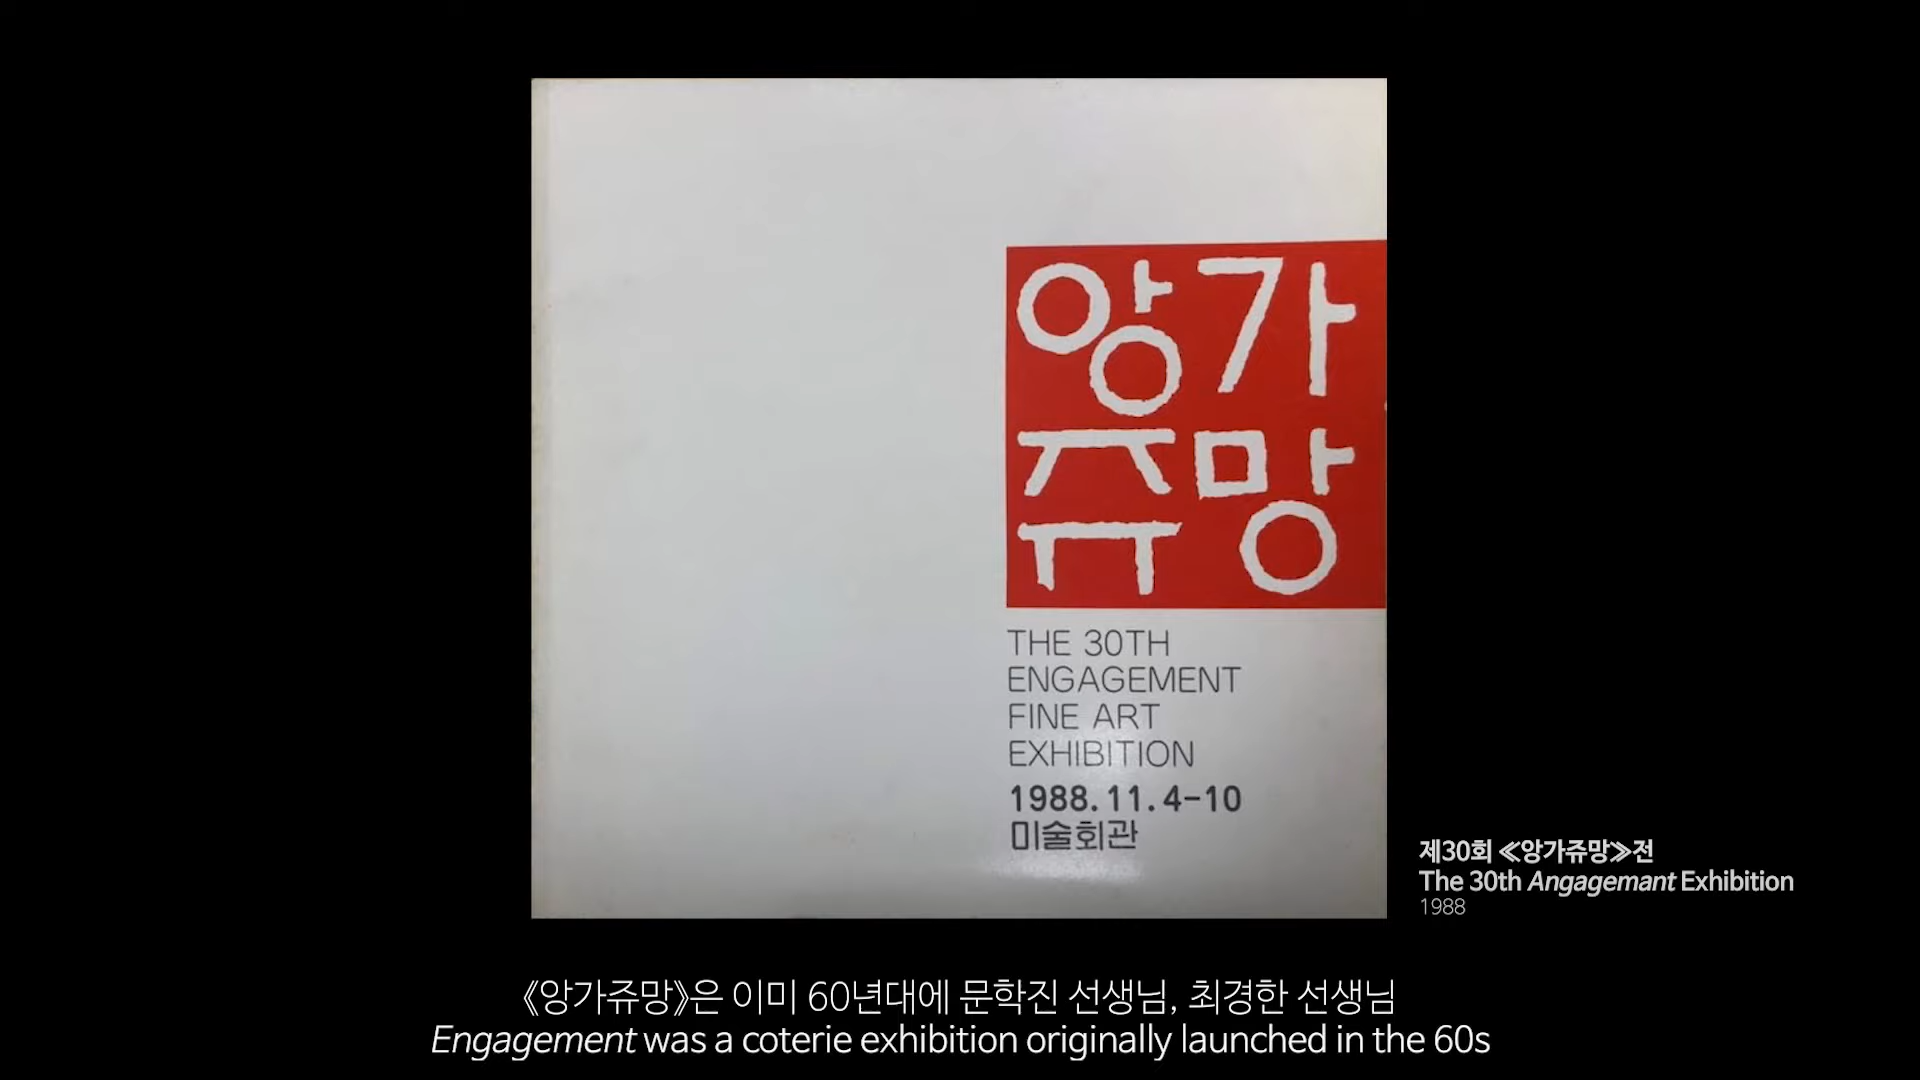 앙가
쥬망
THE 30TH
ENGAGEMENT
FINE ART
EXHIBITION
1988.11.4-10
미술회관
제30회 ≪앙가쥬망≫전
The 30th Angagemant Exhibition
1988
《앙가쥬망》은 이미 60년대에 문학진 선생님, 최경한 선생님
Engagement was a coterie exhibition originally launched in the 60s